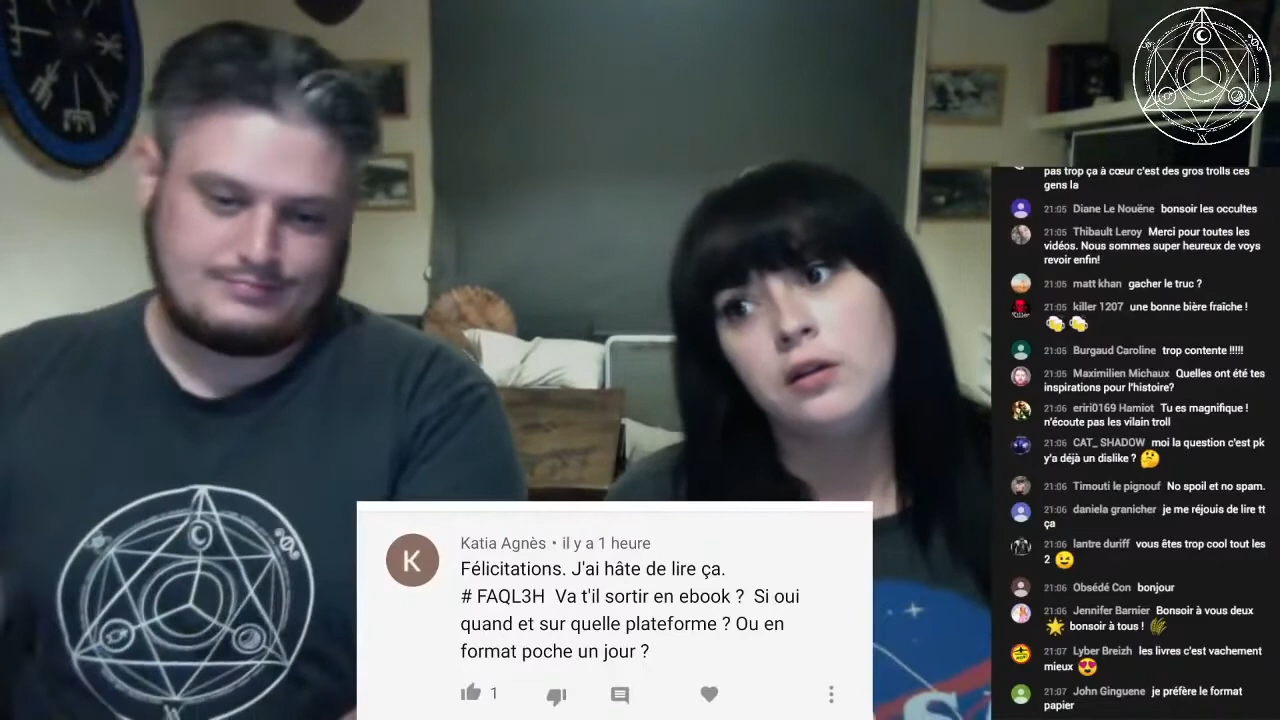 pas trop ça à cœur c'est des gros trolls ces
gens la
21:05 Diane Le Nouëne bonsoir les occultes
21:05 Thibault Leroy Merci pour toutes les
vidéos. Nous sommes super heureux de voys
revoir enfin!
21:05 matt khan gacher le truc ?
21:05 killer 1207 une bonne bière fraîche !
21:05 Burgaud Caroline trop contente !!!!!
21:05 Maximilien Michaux Quelles ont été tes
inspirations pour l'histoire?
21:06 eriri0169 Hamiot Tu es magnifique !
n'écoute pas les vilain troll
21:06 CAT_ SHADOW moi la question c'est pk
y'a déjà un dislike ?
21:06 Timouti le pignouf No spoil et no spam.
21:06 daniela granicher je me réjouis de lire tt
ça
21:06 lantre duriff vous êtes trop cool tout les
2
21:06 Obsédé Con bonjour
21:06 Jennifer Barnier Bonsoir à vous deux
bonsoir à tous !
21:07 Lyber Breizh les livres c'est vachement
mieux
21:07 John Ginguene je préfère le format
papier
K
Katia Agnès • il y a 1 heure
Félicitations. J'ai hâte de lire ça.
# FAQL3H Va t'il sortir en ebook ? Si oui
quand et sur quelle plateforme ? Ou en
format poche un jour ?
1